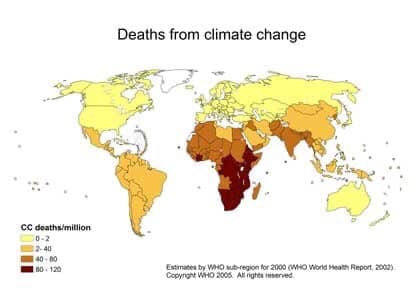 Deaths from climate change
CC deaths/million
0 - 2
2- 40
40 - 80
80 - 120
Estimates by WHO sub-region for 2000 (WHO World Health Report, 2002).
Copyright WHO 2005.  All rights reserved.